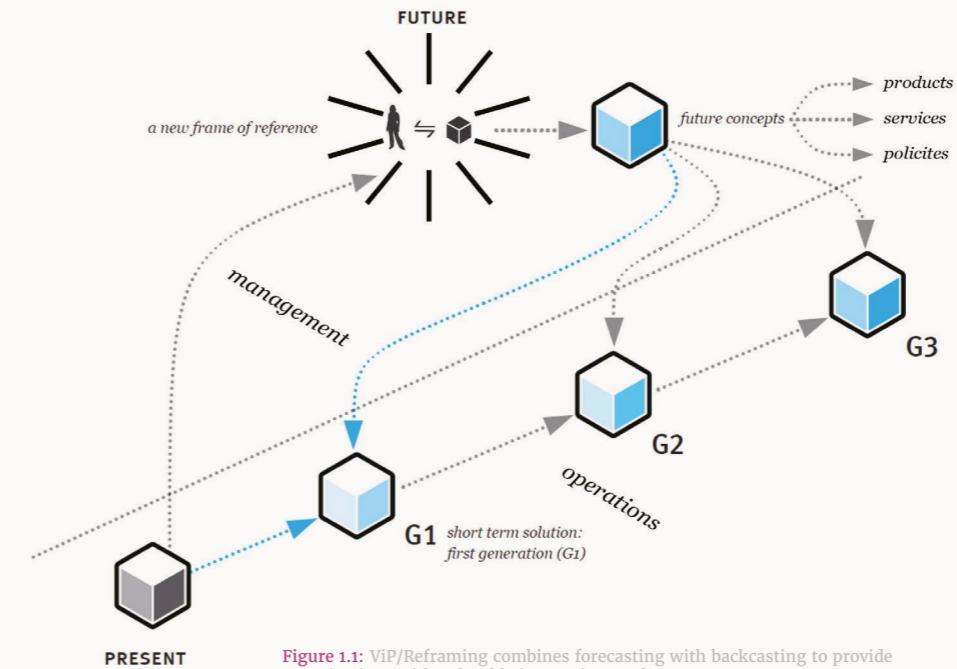 FUTURE
a new frame of reference
future concepts
products
services
policites
management
G3
G2
operations
G1
short term solution:
first generation (G1)
PRESENT
Figure 1.1: ViP/Reframing combines forecasting with backcasting to provide